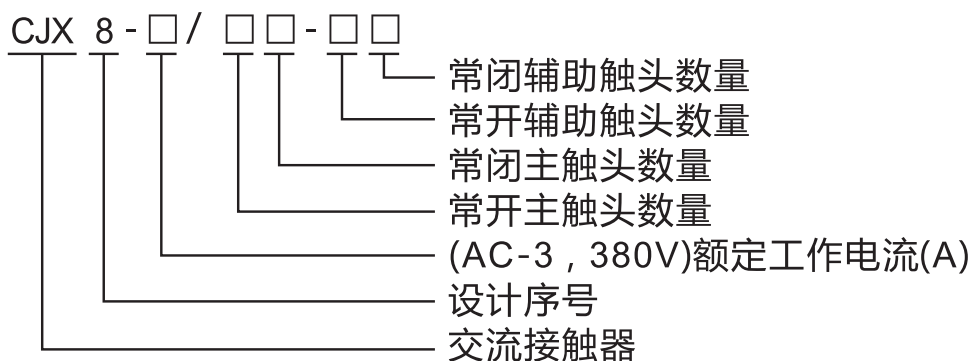 CJX 8-□/□□-□□
常闭辅助触头数量
常开辅助触头数量
常闭主触头数量
常开主触头数量
(AC-3，380V)额定工作电流(A)
设计序号
交流接触器